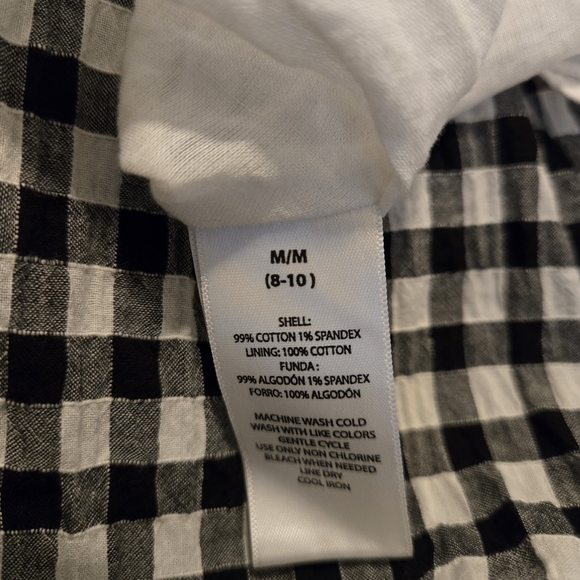 M/M
(8-10)
SHELL:
99% COTTON 1% SPANDEX
LINING: 100% COTTON
FUNDA :
99% ALGODÓN 1% SPANDEX
FORRO: 100% ALGODÓN
MACHINE WASH COLD
WASH WITH LIKE COLORS
GENTLE CYCLE
USE ONLY NON CHLORINE
BLEACH WHEN NEEDED
LINE DRY
COOL IRON